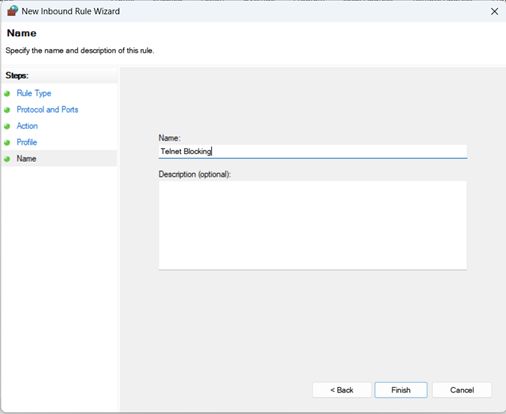 New Inbound Rule Wizard
Name
Specify the name and description of this rule.
Steps:
Rule Type
Protocol and Ports
Action
Profile
Name
Name:
Telnet Blocking
Description (optional):
< Back
Finish
Cancel